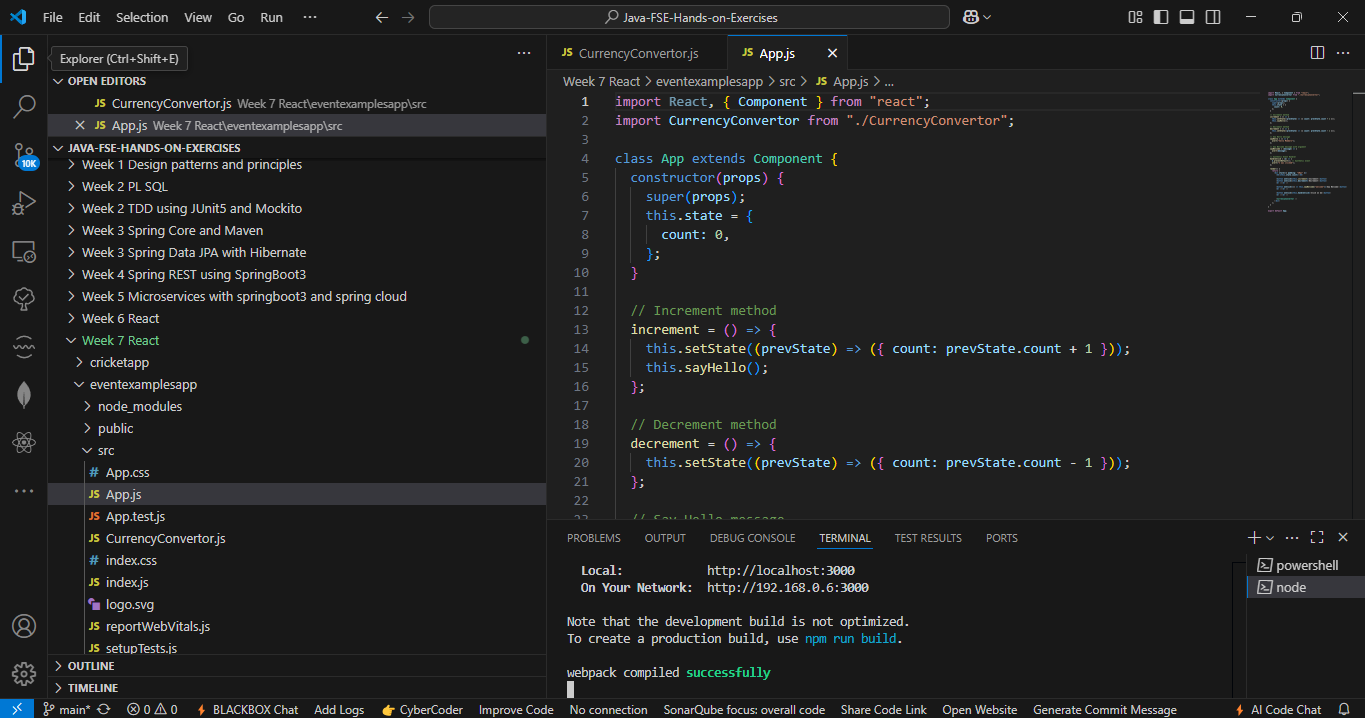 File Edit Selection View Go Run ··· Java-FSE-Hands-on-Exercises
Explorer (Ctrl+Shift+E)
OPEN EDITORS
JS CurrencyConvertor.js Week 7 React\eventexamplesapp\src
JS App.js Week 7 React\eventexamplesapp\src
JAVA-FSE-HANDS-ON-EXERCISES
Week 1 Design patterns and principles
Week 2 PL SQL
Week 2 TDD using JUnit5 and Mockito
Week 3 Spring Core and Maven
Week 3 Spring Data JPA with Hibernate
Week 4 Spring REST using SpringBoot3
Week 5 Microservices with springboot3 and spring cloud
Week 6 React
Week 7 React
cricketapp
eventexamplesapp
node_modules
public
src
# App.css
JS App.js
JS App.test.js
JS CurrencyConvertor.js
# index.css
JS index.js
logo.svg
JS reportWebVitals.js
JS setupTests.js
OUTLINE
TIMELINE
10K
JS CurrencyConvertor.js JS App.js
Week 7 React > eventexamplesapp > src > JS App.js > ...
1 import React, { Component } from "react";
2 import CurrencyConvertor from "./CurrencyConvertor";
3
4 class App extends Component {
5 constructor(props) {
6 super(props);
7 this.state = {
8 count: 0,
9 };
10 }
11
12 // Increment method
13 increment = () => {
14 this.setState((prevState) => ({ count: prevState.count + 1 }));
15 this.sayHello();
16 };
17
18 // Decrement method
19 decrement = () => {
20 this.setState((prevState) => ({ count: prevState.count - 1 }));
21 };
22
23 // Say Hello message
PROBLEMS OUTPUT DEBUG CONSOLE TERMINAL TEST RESULTS PORTS
Local: http://localhost:3000
On Your Network: http://192.168.0.6:3000
Note that the development build is not optimized.
To create a production build, use npm run build.
webpack compiled successfully
powershell
node
main* 0 0 BLACKBOX Chat Add Logs CyberCoder Improve Code No connection SonarQube focus: overall code Share Code Link Open Website Generate Commit Message AI Code Chat